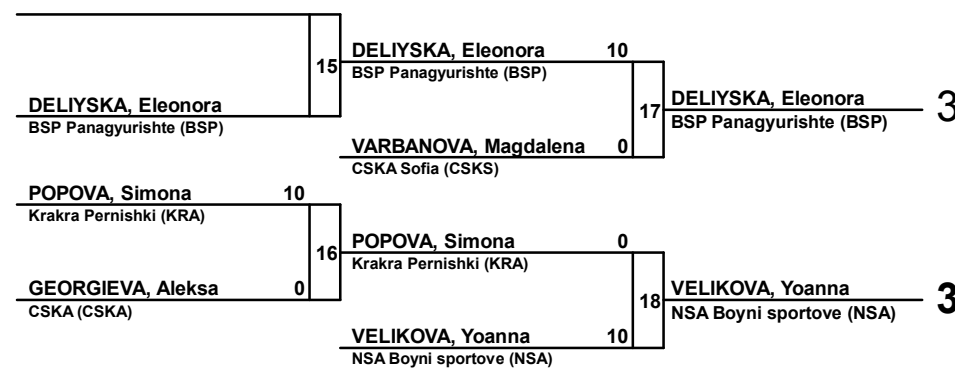 DELIYSKA, Eleonora 10
15
BSP Panagyurishte (BSP)
DELIYSKA, Eleonora
BSP Panagyurishte (BSP)
17
DELIYSKA, Eleonora
3
BSP Panagyurishte (BSP)
VARBANOVA, Magdalena 0
CSKA Sofia (CSKS)
POPOVA, Simona 10
Krakra Pernishki (KRA)
16
POPOVA, Simona 0
Krakra Pernishki (KRA)
GEORGIEVA, Aleksa 0
CSKA (CSKA)
18
VELIKOVA, Yoanna
3
NSA Boyni sportove (NSA)
VELIKOVA, Yoanna 10
NSA Boyni sportove (NSA)